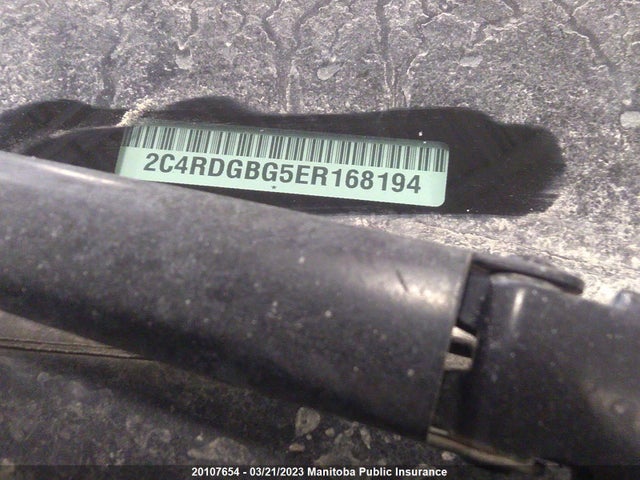 2C4RDGBG5ER168194
20107654 - 03/21/2023 Manitoba Public Insurance